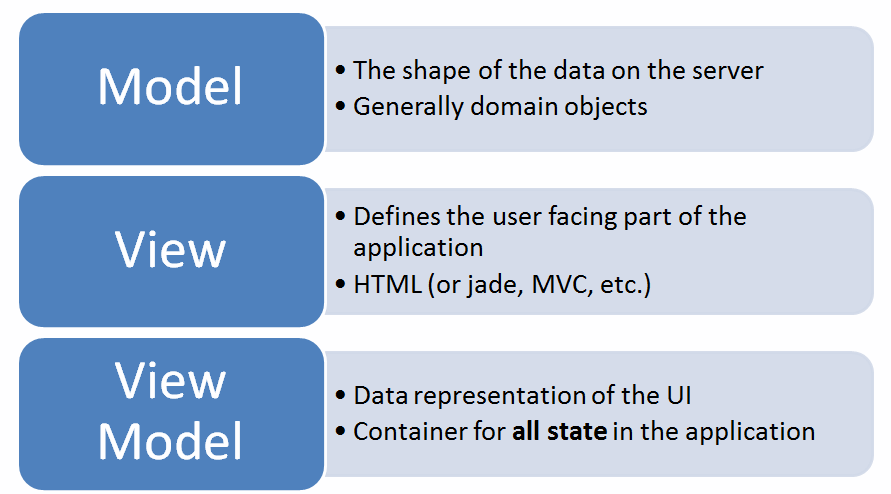 Model
• The shape of the data on the server
• Generally domain objects
View
• Defines the user facing part of the
application
• HTML (or jade, MVC, etc.)
View
Model
• Data representation of the UI
• Container for all state in the application